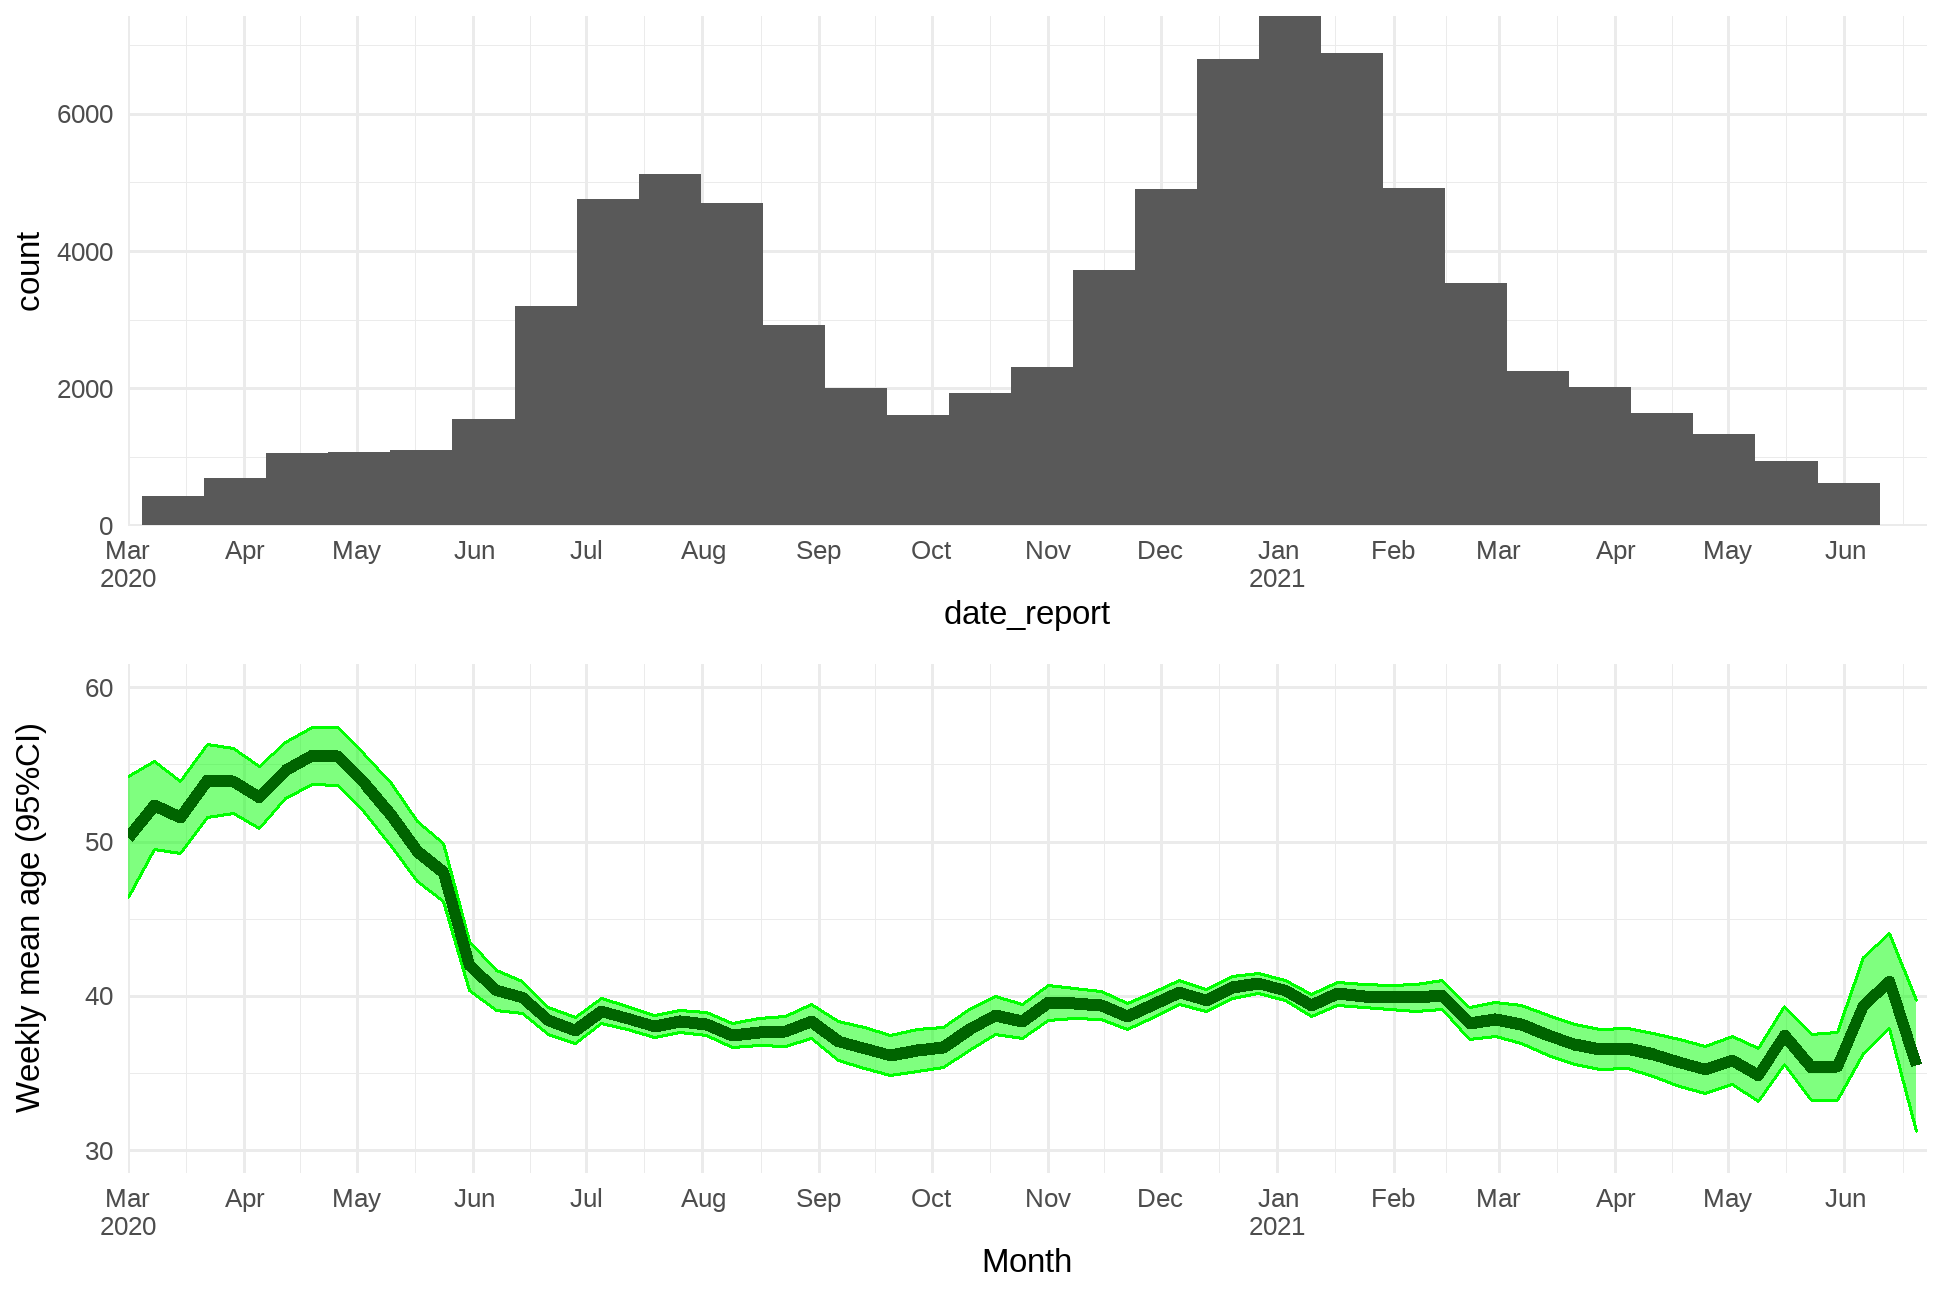 count
6000
4000
2000
0
Mar Apr May Jun Jul Aug Sep Oct Nov Dec Jan Feb Mar Apr May Jun
2020 2021
date_report
Weekly mean age (95%CI)
60
50
40
30
Mar Apr May Jun Jul Aug Sep Oct Nov Dec Jan Feb Mar Apr May Jun
2020 2021
Month